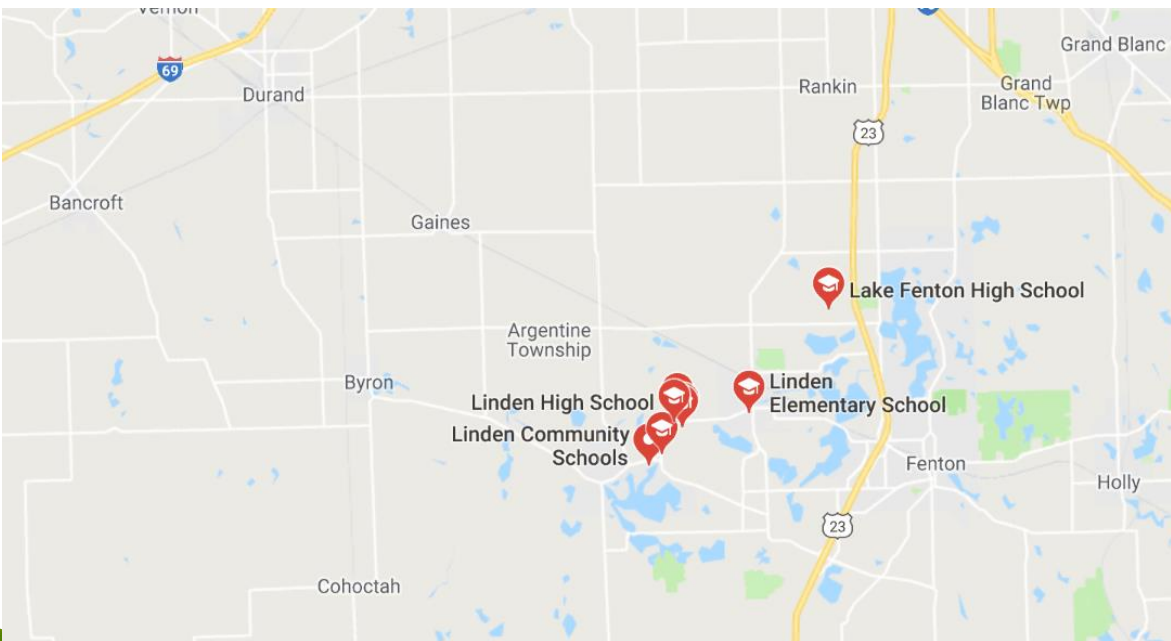 Vernon
Grand Blanc
69
Rankin
Grand
Blanc Twp
Durand
23
Bancroft
Gaines
Lake Fenton High School
Argentine
Township
Byron
Linden
Elementary School
Linden High School
Linden Community
Schools
Fenton
Holly
23
Cohoctah